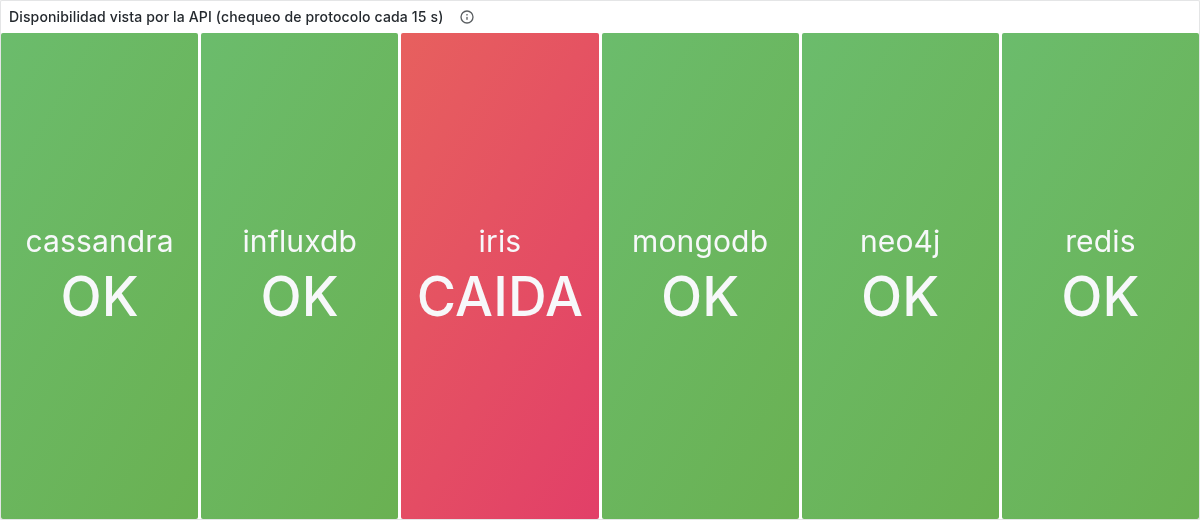 Disponibilidad vista por la API (chequeo de protocolo cada 15 s)
cassandra
OK
influxdb
OK
iris
CAIDA
mongodb
OK
neo4j
OK
redis
OK